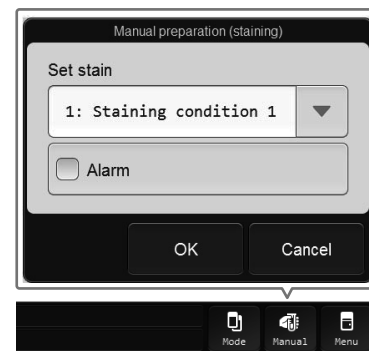 Manual preparation (staining)
Set stain
1: Staining condition 1
Alarm
OK Cancel
Mode Manual Menu